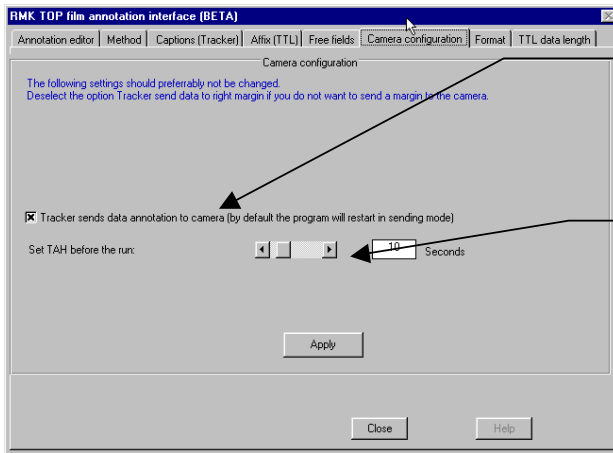 RMK TOP film annotation interface (BETA)
Annotation editor Method Captions (Tracker) Affix (TTL) Free fields Camera configuration Format TTL data length
Camera configuration
The following settings should preferrably not be changed.
Deselect the option Tracker send data to right margin if you do not want to send a margin to the camera.
Tracker sends data annotation to camera (by default the program will restart in sending mode)
Set TAH before the run: 10 Seconds
Apply
Close Help